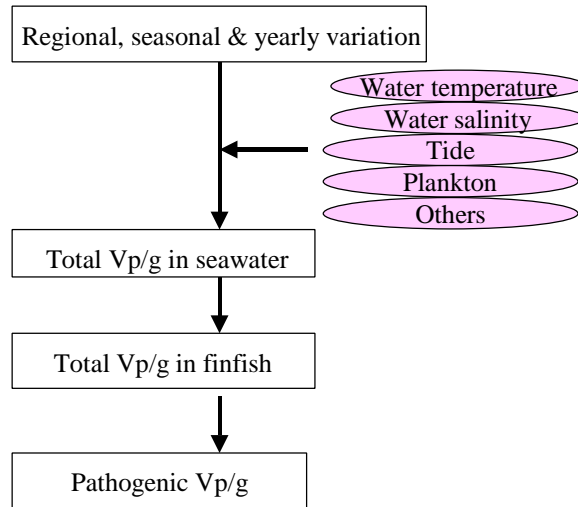 Regional, seasonal & yearly variation
Water temperature
Water salinity
Tide
Plankton
Others
Total Vp/g in seawater
Total Vp/g in finfish
Pathogenic Vp/g